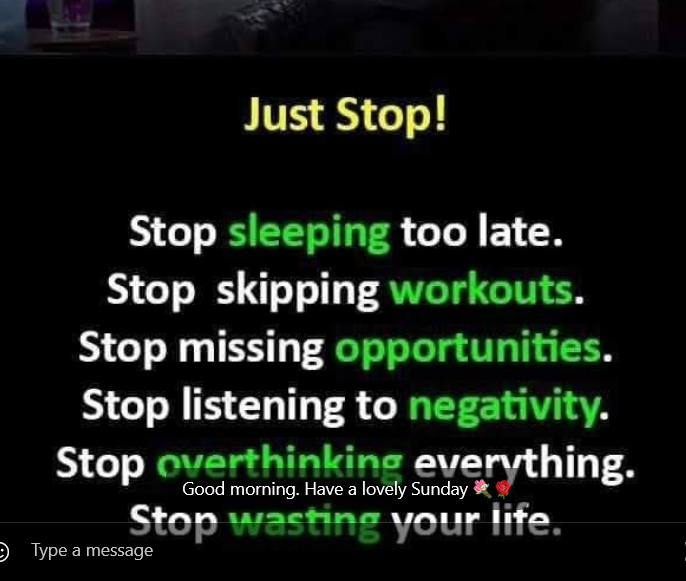 Just Stop!
Stop sleeping too late.
Stop skipping workouts.
Stop missing opportunities.
Stop listening to negativity.
Stop overthinking everything.
Good morning. Have a lovely Sunday 💐🌹
Stop wasting your life.
Type a message